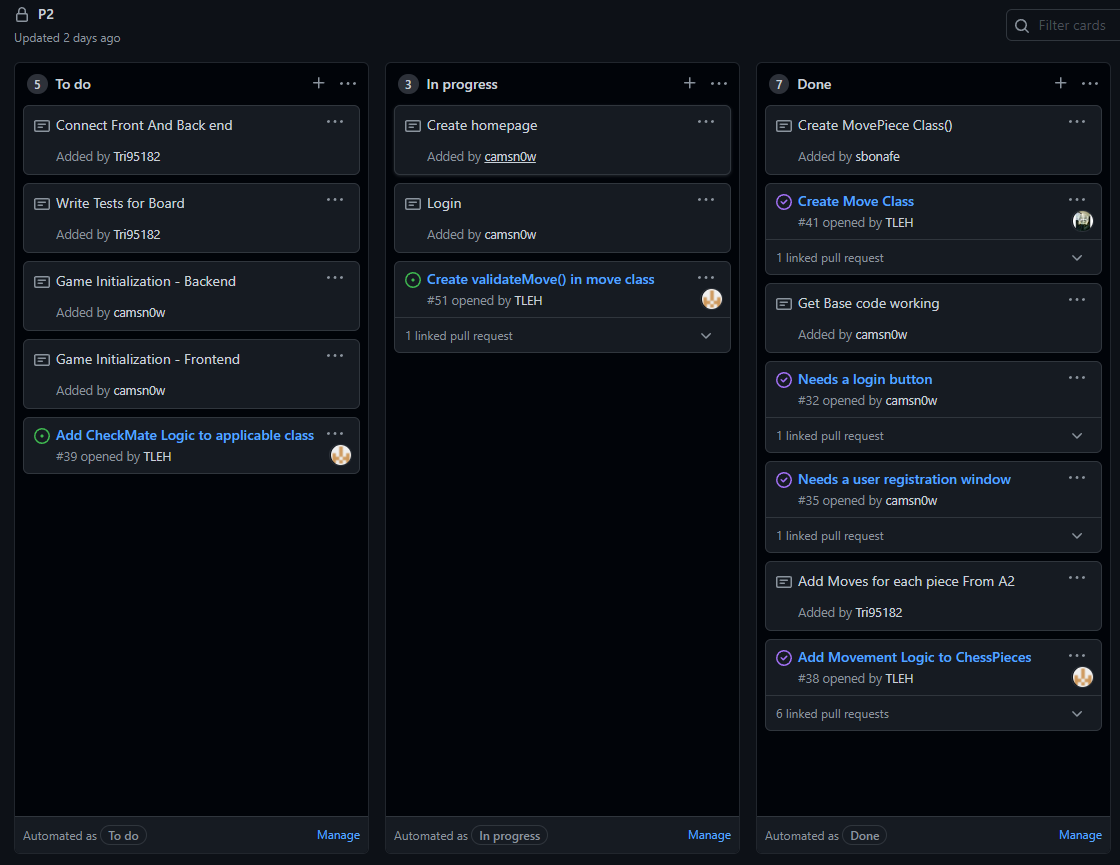 P2
Updated 2 days ago
Filter cards
5 To do
Connect Front And Back end
Added by Tri95182
Write Tests for Board
Added by Tri95182
Game Initialization - Backend
Added by camsn0w
Game Initialization - Frontend
Added by camsn0w
Add CheckMate Logic to applicable class
#39 opened by TLEH
Automated as To do
Manage
3 In progress
Create homepage
Added by camsn0w
Login
Added by camsn0w
Create validateMove() in move class
#51 opened by TLEH
1 linked pull request
Automated as In progress
Manage
7 Done
Create MovePiece Class()
Added by sbonafe
Create Move Class
#41 opened by TLEH
1 linked pull request
Get Base code working
Added by camsn0w
Needs a login button
#32 opened by camsn0w
1 linked pull request
Needs a user registration window
#35 opened by camsn0w
1 linked pull request
Add Moves for each piece From A2
Added by Tri95182
Add Movement Logic to ChessPieces
#38 opened by TLEH
6 linked pull requests
Automated as Done
Manage